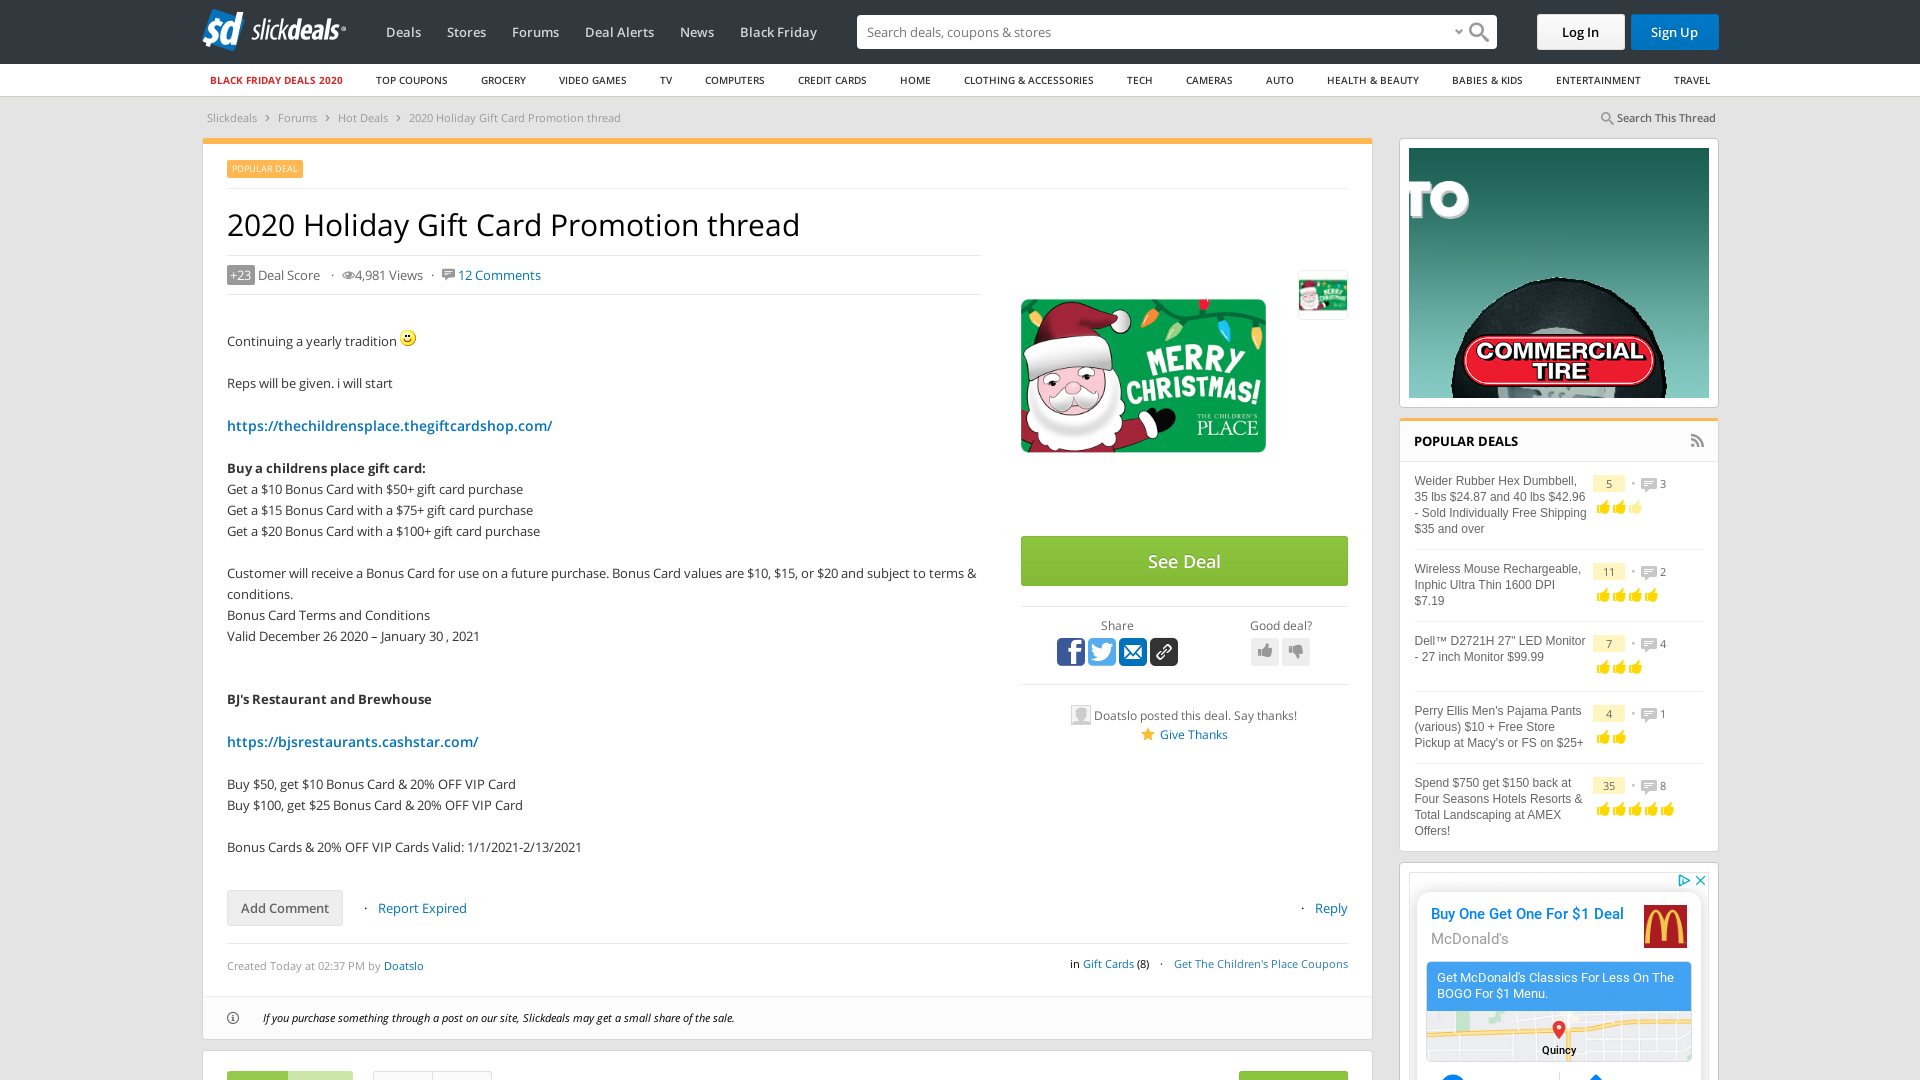 sd slickdeals
Deals Stores Forums Deal Alerts News Black Friday
Search deals, coupons & stores
Log In
Sign Up
BLACK FRIDAY DEALS 2020 TOP COUPONS GROCERY VIDEO GAMES TV COMPUTERS CREDIT CARDS HOME CLOTHING & ACCESSORIES TECH CAMERAS AUTO HEALTH & BEAUTY BABIES & KIDS ENTERTAINMENT TRAVEL
Slickdeals › Forums › Hot Deals › 2020 Holiday Gift Card Promotion thread
Search This Thread
POPULAR DEAL
2020 Holiday Gift Card Promotion thread
+23 Deal Score · 4,981 Views · 12 Comments
Continuing a yearly tradition
Reps will be given. i will start
https://thechildrensplace.thegiftcardshop.com/
Buy a childrens place gift card:
Get a $10 Bonus Card with $50+ gift card purchase
Get a $15 Bonus Card with a $75+ gift card purchase
Get a $20 Bonus Card with a $100+ gift card purchase
Customer will receive a Bonus Card for use on a future purchase. Bonus Card values are $10, $15, or $20 and subject to terms &
conditions.
Bonus Card Terms and Conditions
Valid December 26 2020 – January 30 , 2021
BJ's Restaurant and Brewhouse
https://bjsrestaurants.cashstar.com/
Buy $50, get $10 Bonus Card & 20% OFF VIP Card
Buy $100, get $25 Bonus Card & 20% OFF VIP Card
Bonus Cards & 20% OFF VIP Cards Valid: 1/1/2021-2/13/2021
Add Comment · Report Expired
· Reply
Created Today at 02:37 PM by Doatslo
in Gift Cards (8) · Get The Children's Place Coupons
If you purchase something through a post on our site, Slickdeals may get a small share of the sale.
MERRY
CHRISTMAS!
THE CHILDREN'S
PLACE
MERRY
CHRISTMAS!
See Deal
Share
Good deal?
Doatslo posted this deal. Say thanks!
Give Thanks
TO
COMMERCIAL
TIRE
POPULAR DEALS
Weider Rubber Hex Dumbbell,
35 lbs $24.87 and 40 lbs $42.96
- Sold Individually Free Shipping
$35 and over
5 • 3
Wireless Mouse Rechargeable,
Inphic Ultra Thin 1600 DPI
$7.19
11 • 2
Dell™ D2721H 27" LED Monitor
- 27 inch Monitor $99.99
7 • 4
Perry Ellis Men's Pajama Pants
(various) $10 + Free Store
Pickup at Macy's or FS on $25+
4 • 1
Spend $750 get $150 back at
Four Seasons Hotels Resorts &
Total Landscaping at AMEX
Offers!
35 • 8
Buy One Get One For $1 Deal
McDonald's
Get McDonald's Classics For Less On The
BOGO For $1 Menu.
Quincy